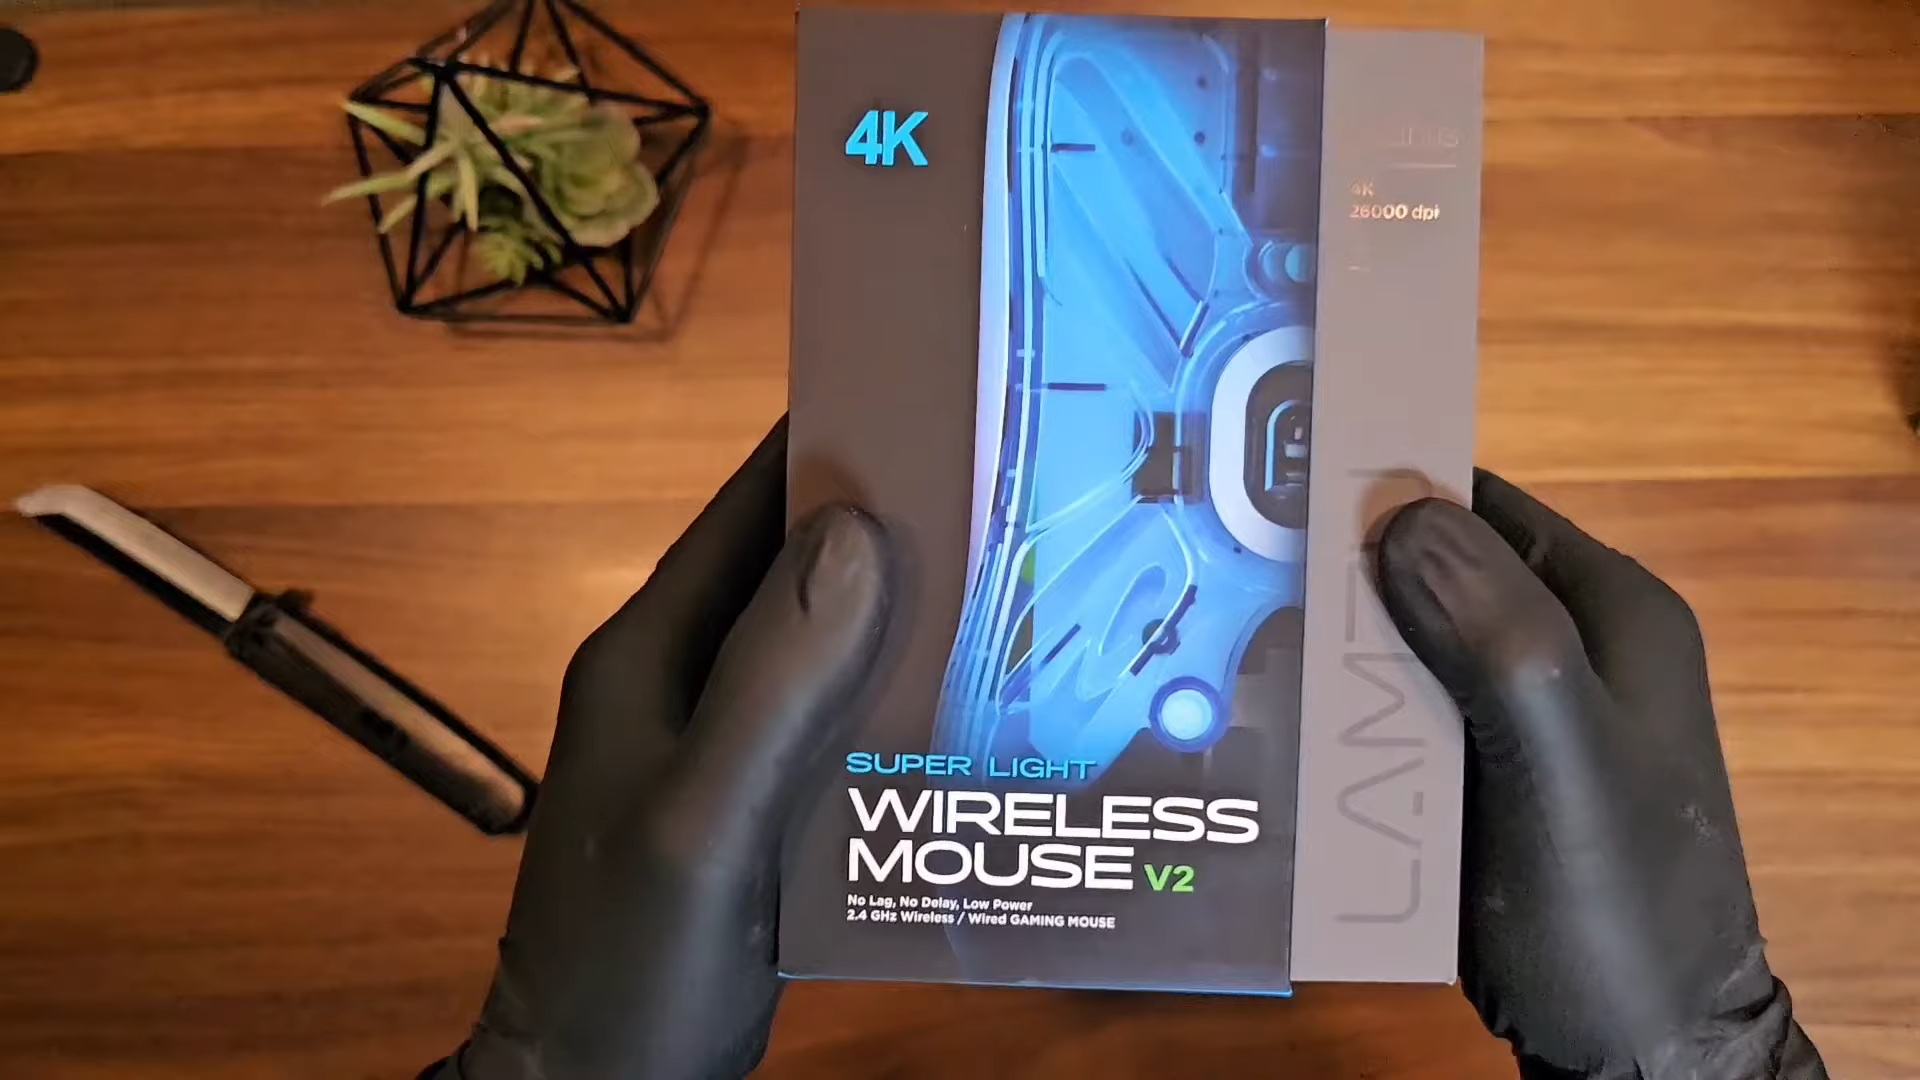 4K
SUPER LIGHT
WIRELESS
MOUSE V2
No Lag, No Delay, Low Power
2.4 GHz Wireless / Wired GAMING MOUSE
4K
26000 dpi
LAMZU